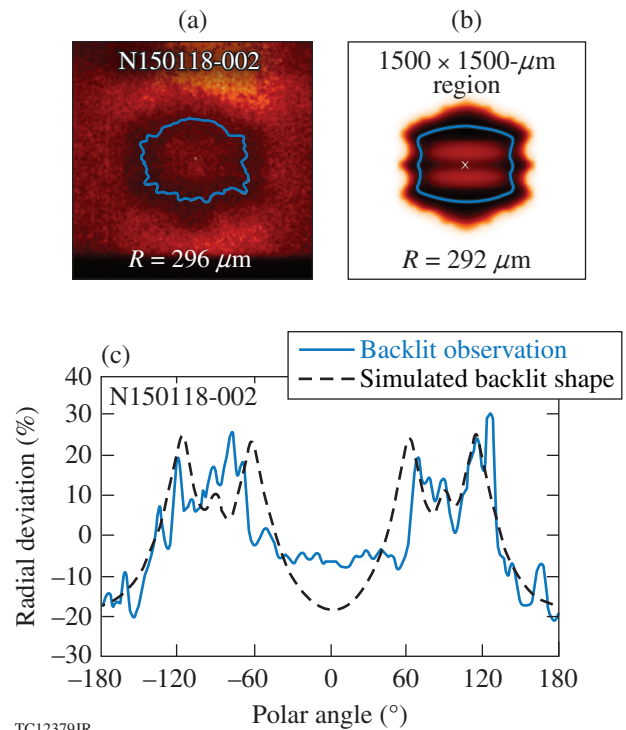 (a)
(b)
N150118-002
1500 × 1500-μm
region
R = 296 μm
R = 292 μm
(c)
Backlit observation
Simulated backlit shape
N150118-002
Radial deviation (%)
40
30
20
10
0
–10
–20
–30
–180
–120
–60
0
60
120
180
Polar angle (°)
TC12379JR